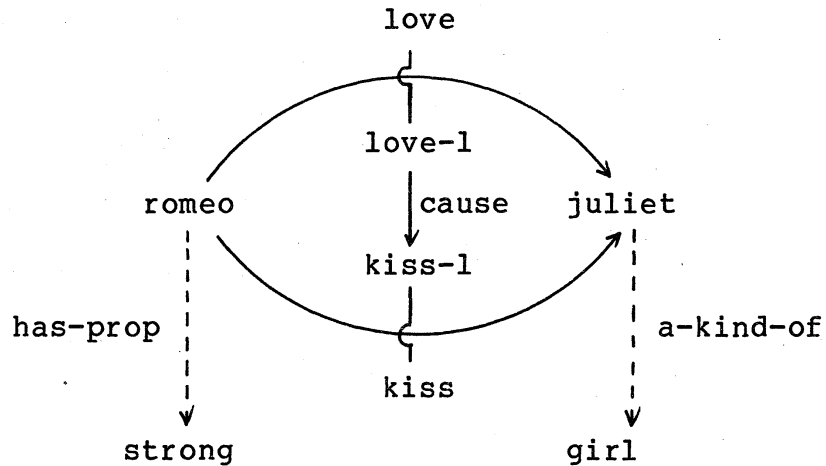 love
love-1
romeo
cause
juliet
kiss-1
has-prop
a-kind-of
kiss
strong
girl